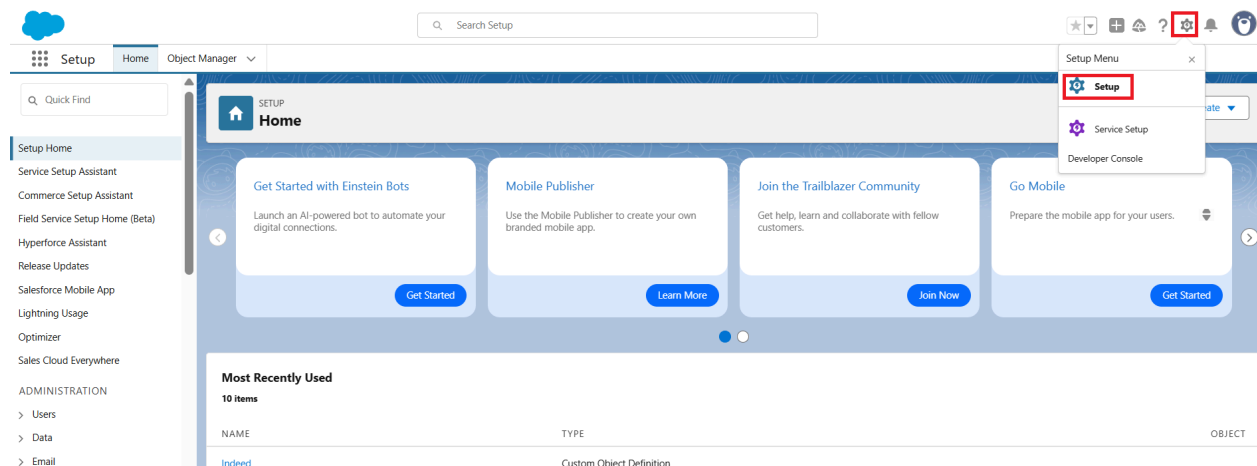 Search Setup
Setup
Home
Object Manager
Setup Menu
Setup
Service Setup
Developer Console
Quick Find
Setup Home
Service Setup Assistant
Commerce Setup Assistant
Field Service Setup Home (Beta)
Hyperforce Assistant
Release Updates
Salesforce Mobile App
Lightning Usage
Optimizer
Sales Cloud Everywhere
ADMINISTRATION
Users
Data
Email
SETUP
Home
Get Started with Einstein Bots
Launch an AI-powered bot to automate your
digital connections.
Get Started
Mobile Publisher
Use the Mobile Publisher to create your own
branded mobile app.
Learn More
Join the Trailblazer Community
Get help, learn and collaborate with fellow
customers.
Join Now
Go Mobile
Prepare the mobile app for your users.
Get Started
Most Recently Used
10 items
NAME TYPE OBJECT
Indeed Custom Object Definition